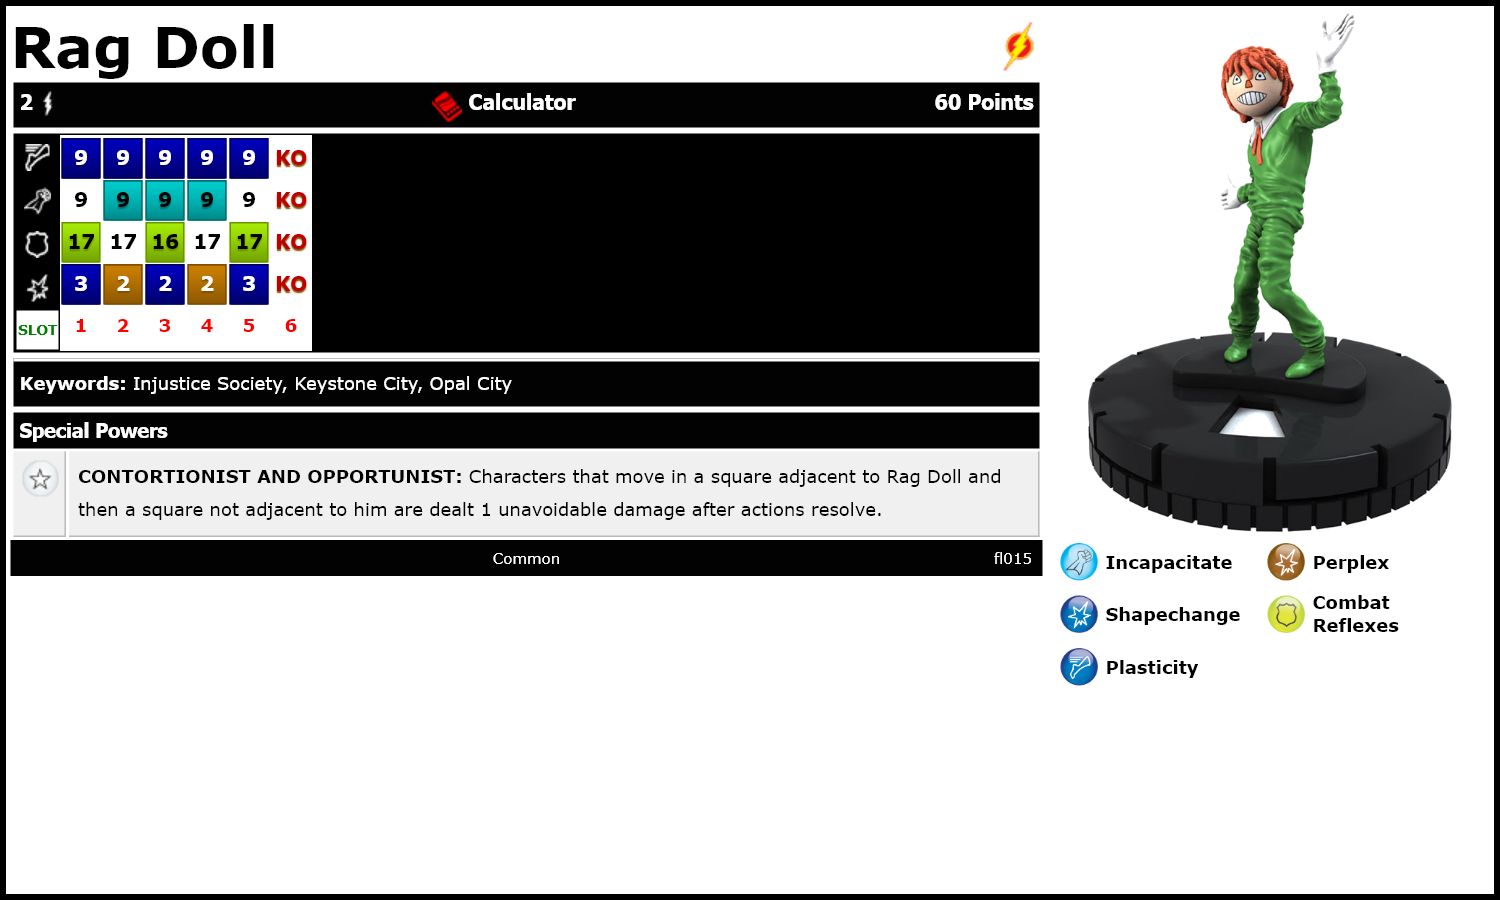 Rag Doll
2 Calculator 60 Points
9 9 9 9 9 KO
9 9 9 9 9 KO
17 17 16 17 17 KO
3 2 2 2 3 KO
SLOT 1 2 3 4 5 6
Keywords: Injustice Society, Keystone City, Opal City
Special Powers
CONTORTIONIST AND OPPORTUNIST: Characters that move in a square adjacent to Rag Doll and
then a square not adjacent to him are dealt 1 unavoidable damage after actions resolve.
Common fl015
Incapacitate Perplex
Shapechange Combat
Reflexes
Plasticity